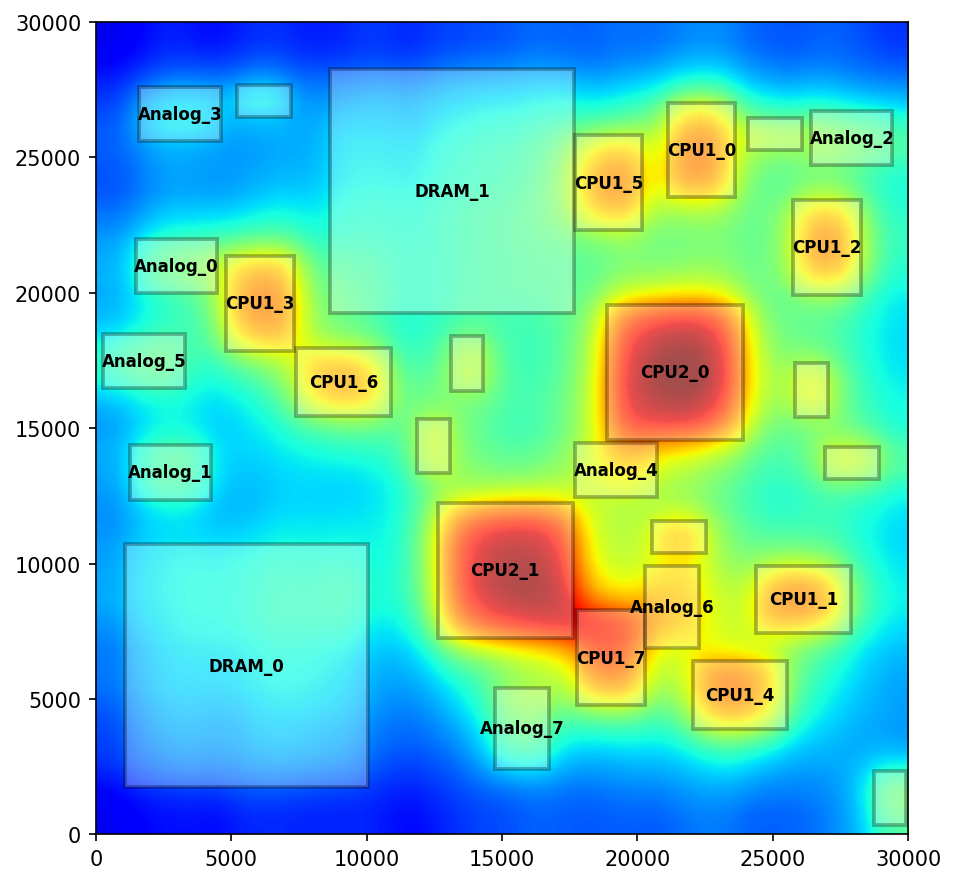 30000
25000
20000
15000
10000
5000
0
0
5000
10000
15000
20000
25000
30000
Analog_3
DRAM_1
CPU1_5
CPU1_0
Analog_2
CPU1_2
Analog_0
CPU1_3
Analog_5
CPU1_6
CPU2_0
Analog_1
Analog_4
CPU2_1
Analog_6
CPU1_1
DRAM_0
CPU1_7
CPU1_4
Analog_7